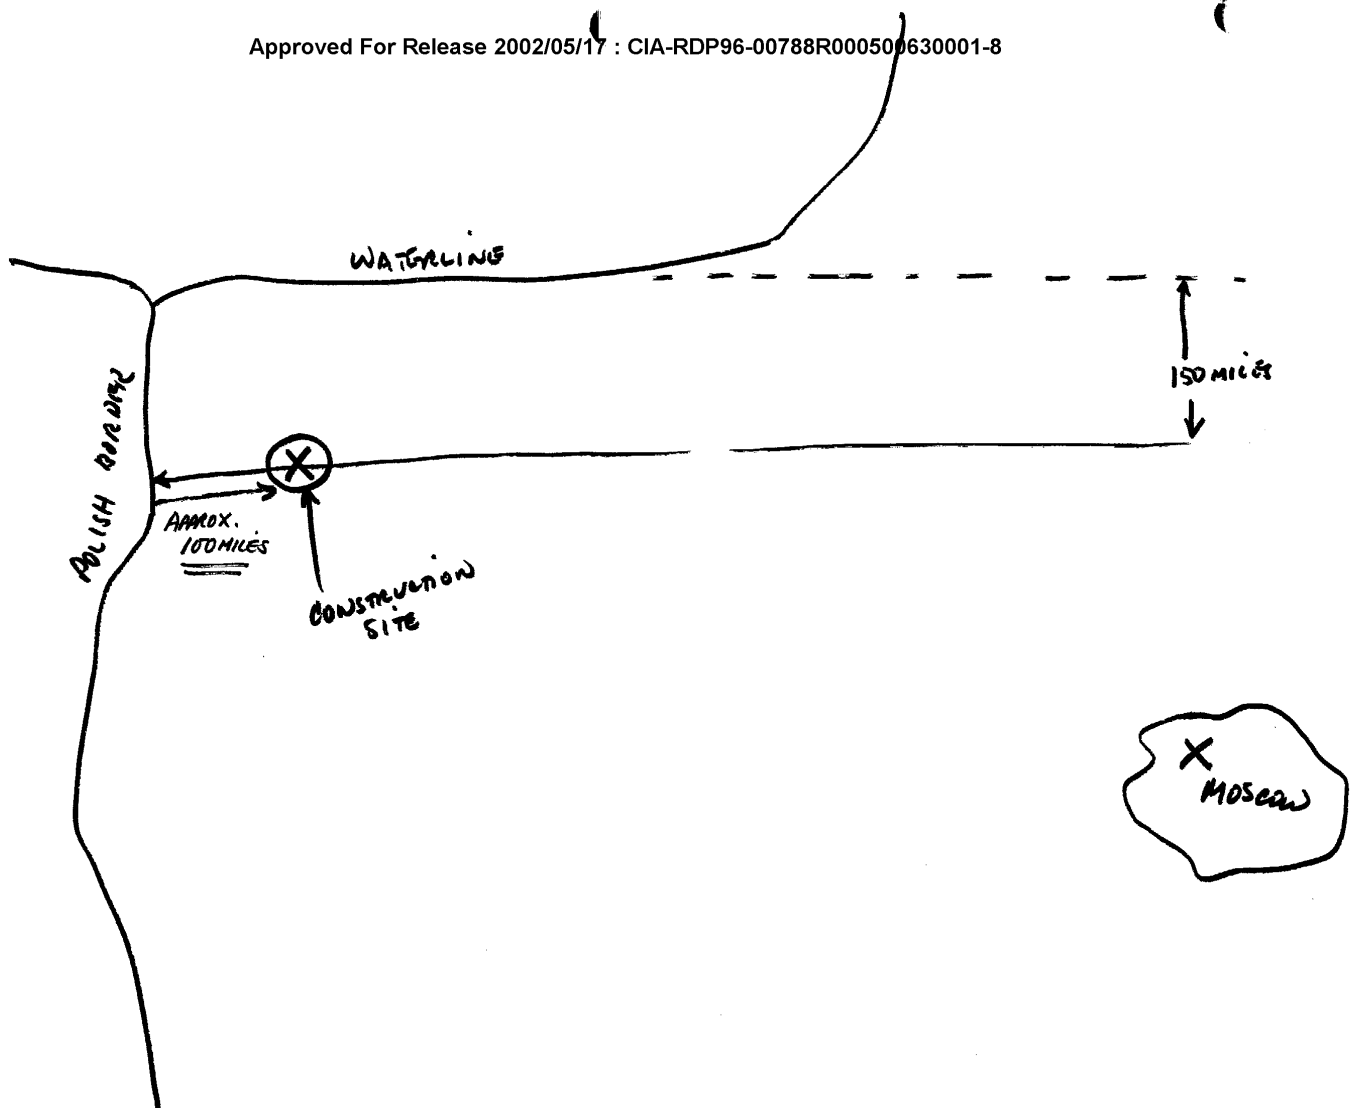 Approved For Release 2002/05/17 : CIA-RDP96-00788R000500630001-8
WATERLINE
150 MILES
POLISH BORDER
APPROX.
100 MILES
CONSTRUCTION
SITE
X
MOSCOW